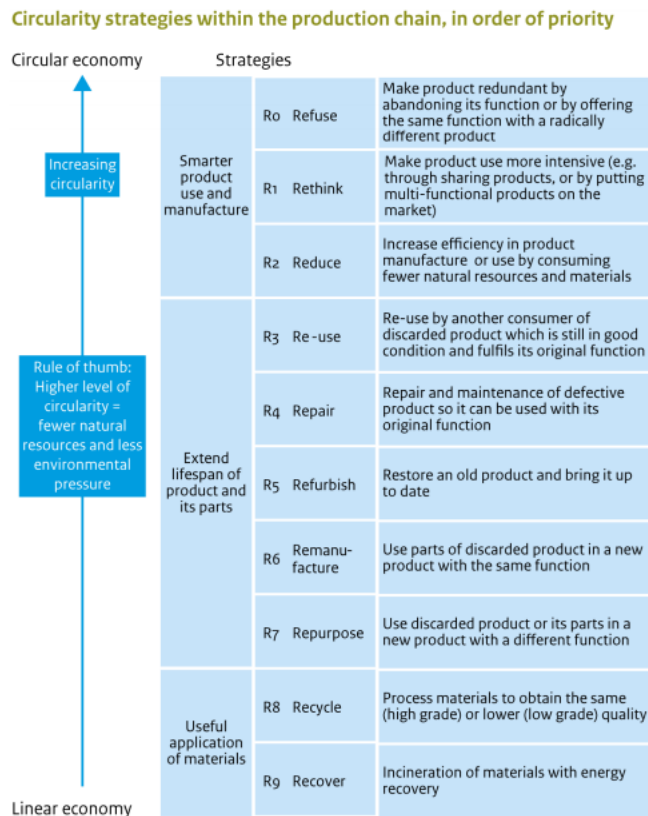 Circularity strategies within the production chain, in order of priority
Circular economy
Strategies
Increasing
circularity
Rule of thumb:
Higher level of
circularity =
fewer natural
resources and less
environmental
pressure
Linear economy
Smarter
product
use and
manufacture
Ro Refuse
Make product redundant by
abandoning its function or by offering
the same function with a radically
different product
R1 Rethink
Make product use more intensive (e.g.
through sharing products, or by putting
multi-functional products on the
market)
R2 Reduce
Increase efficiency in product
manufacture or use by consuming
fewer natural resources and materials
Extend
lifespan of
product and
its parts
R3 Re-use
Re-use by another consumer of
discarded product which is still in good
condition and fulfils its original function
R4 Repair
Repair and maintenance of defective
product so it can be used with its
original function
R5 Refurbish
Restore an old product and bring it up
to date
R6 Remanu-
facture
Use parts of discarded product in a new
product with the same function
R7 Repurpose
Use discarded product or its parts in a
new product with a different function
Useful
application
of materials
R8 Recycle
Process materials to obtain the same
(high grade) or lower (low grade) quality
R9 Recover
Incineration of materials with energy
recovery